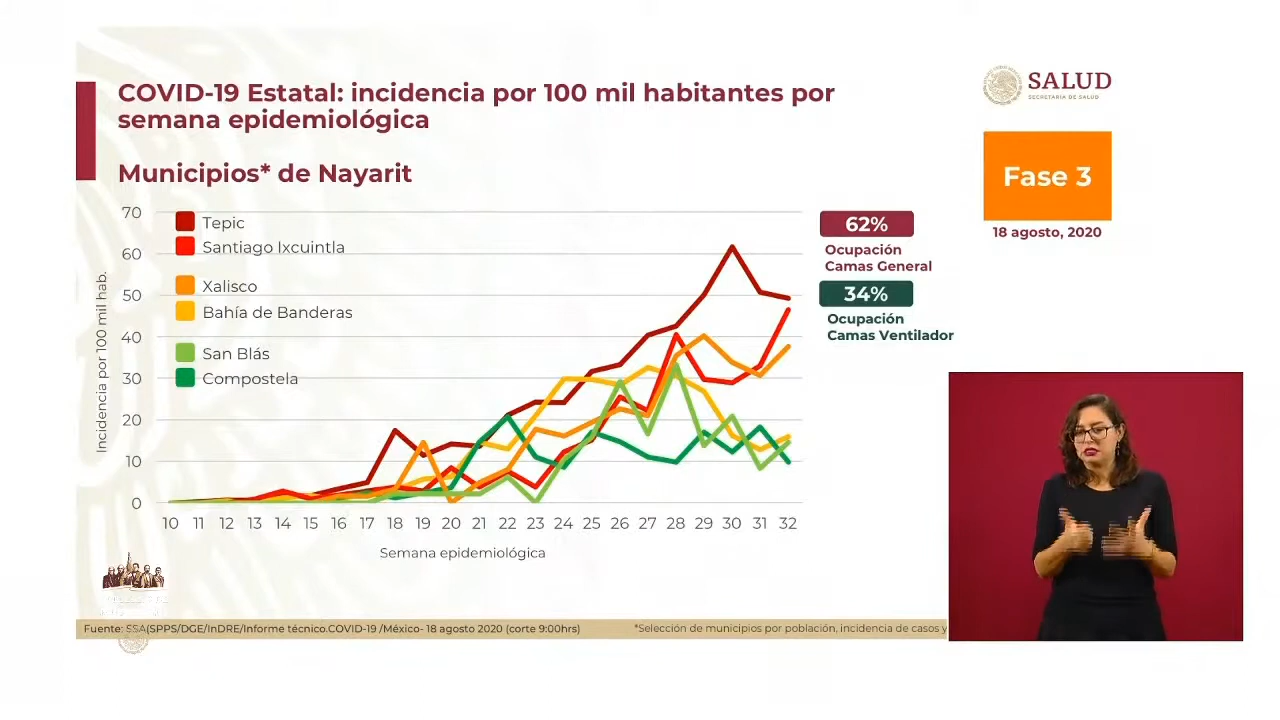 COVID-19 Estatal: incidencia por 100 mil habitantes por
semana epidemiológica
Municipios* de Nayarit
SALUD
SECRETARÍA DE SALUD
Fase 3
18 agosto, 2020
62%
Ocupación
Camas General
34%
Ocupación
Camas Ventilador
Incidencia por 100 mil hab.
70
60
50
40
30
20
10
0
Tepic
Santiago Ixcuintla
Xalisco
Bahía de Banderas
San Blás
Compostela
10 11 12 13 14 15 16 17 18 19 20 21 22 23 24 25 26 27 28 29 30 31 32
Semana epidemiológica
Fuente: SSA(SPPS/DGE/InDRE/Informe técnico.COVID-19 /México- 18 agosto 2020 (corte 9:00hrs)
*Selección de municipios por población, incidencia de casos y